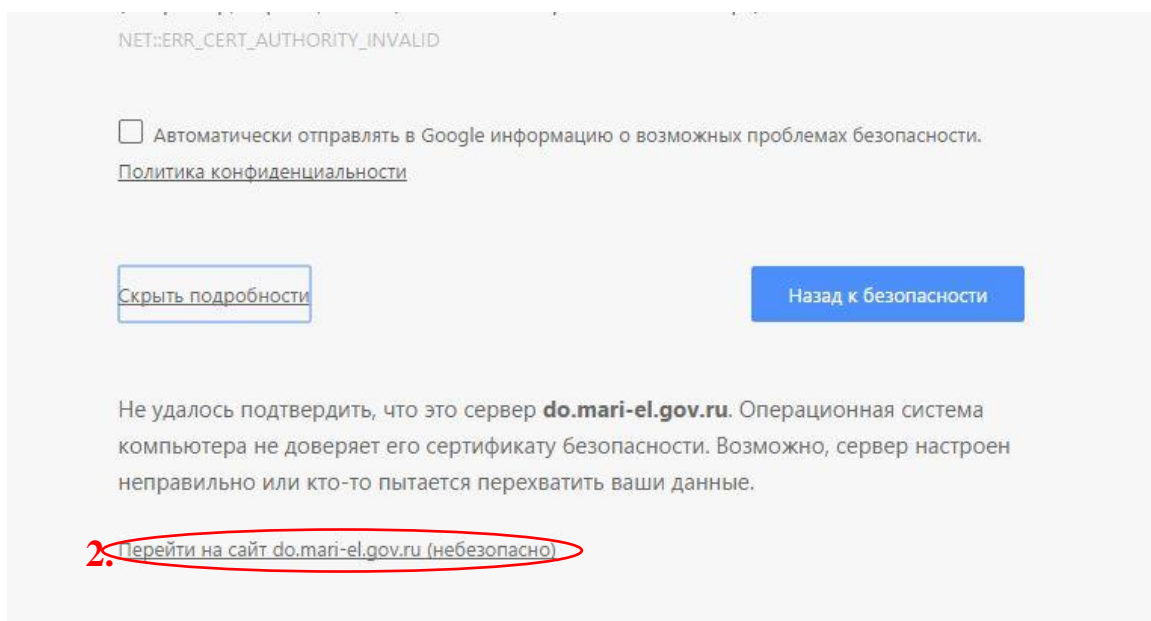 NET::ERR_CERT_AUTHORITY_INVALID
Автоматически отправлять в Google информацию о возможных проблемах безопасности.
Политика конфиденциальности
Скрыть подробности
Назад к безопасности
Не удалось подтвердить, что это сервер do.mari-el.gov.ru. Операционная система
компьютера не доверяет его сертификату безопасности. Возможно, сервер настроен
неправильно или кто-то пытается перехватить ваши данные.
2. Перейти на сайт do.mari-el.gov.ru (небезопасно)